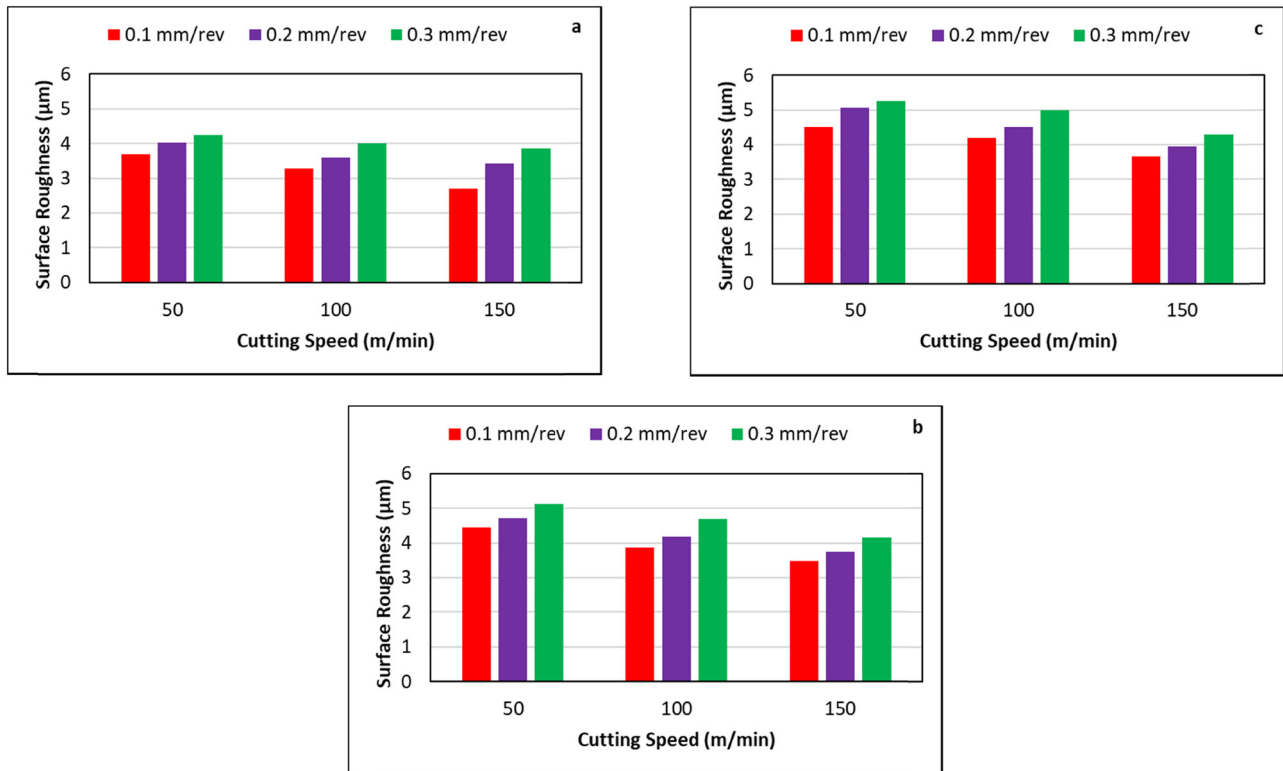 0.1 mm/rev 0.2 mm/rev 0.3 mm/rev a
Surface Roughness (µm)
6
5
4
3
2
1
0
50 100 150
Cutting Speed (m/min)
0.1 mm/rev 0.2 mm/rev 0.3 mm/rev c
Surface Roughness (µm)
6
5
4
3
2
1
0
50 100 150
Cutting Speed (m/min)
0.1 mm/rev 0.2 mm/rev 0.3 mm/rev b
Surface Roughness (µm)
6
5
4
3
2
1
0
50 100 150
Cutting Speed (m/min)